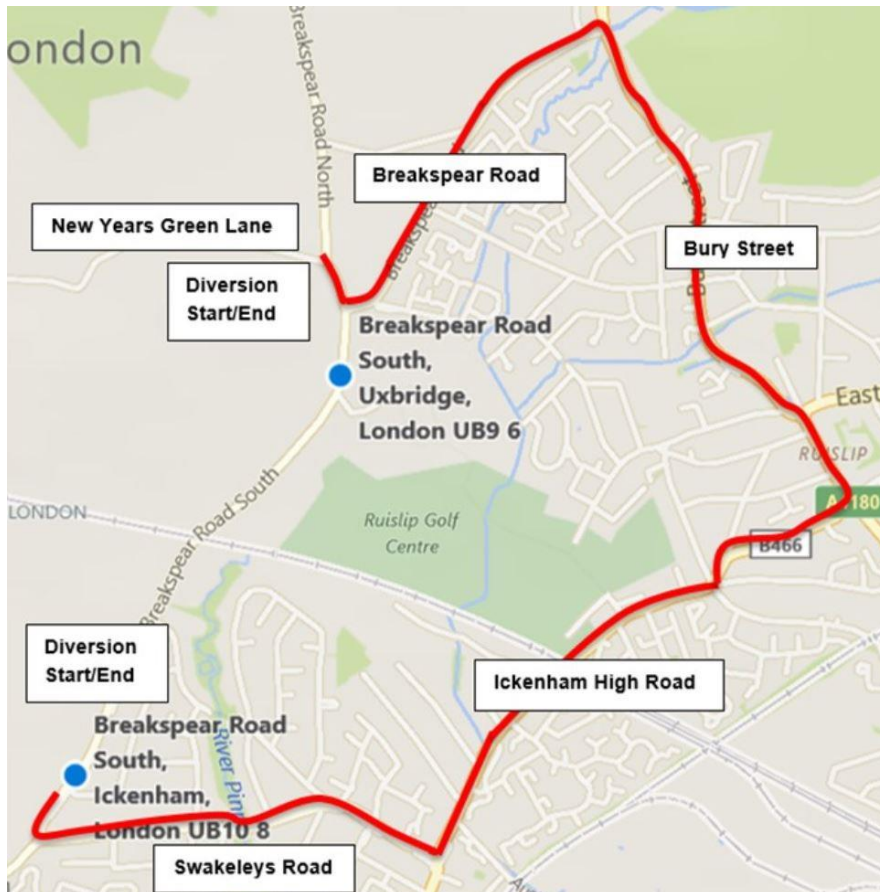 ondon
Breakspear Road North
Breakspear Road
New Years Green Lane
Diversion
Start/End
Bury Street
Breakspear Road
South,
Uxbridge,
London UB9 6
East
RUISLIP
LONDON
Breakspear Road South
Ruislip Golf
Centre
B466
Diversion
Start/End
Ickenham High Road
Breakspear Road
South,
Ickenham,
London UB10 8
River Pinn
Swakeleys Road